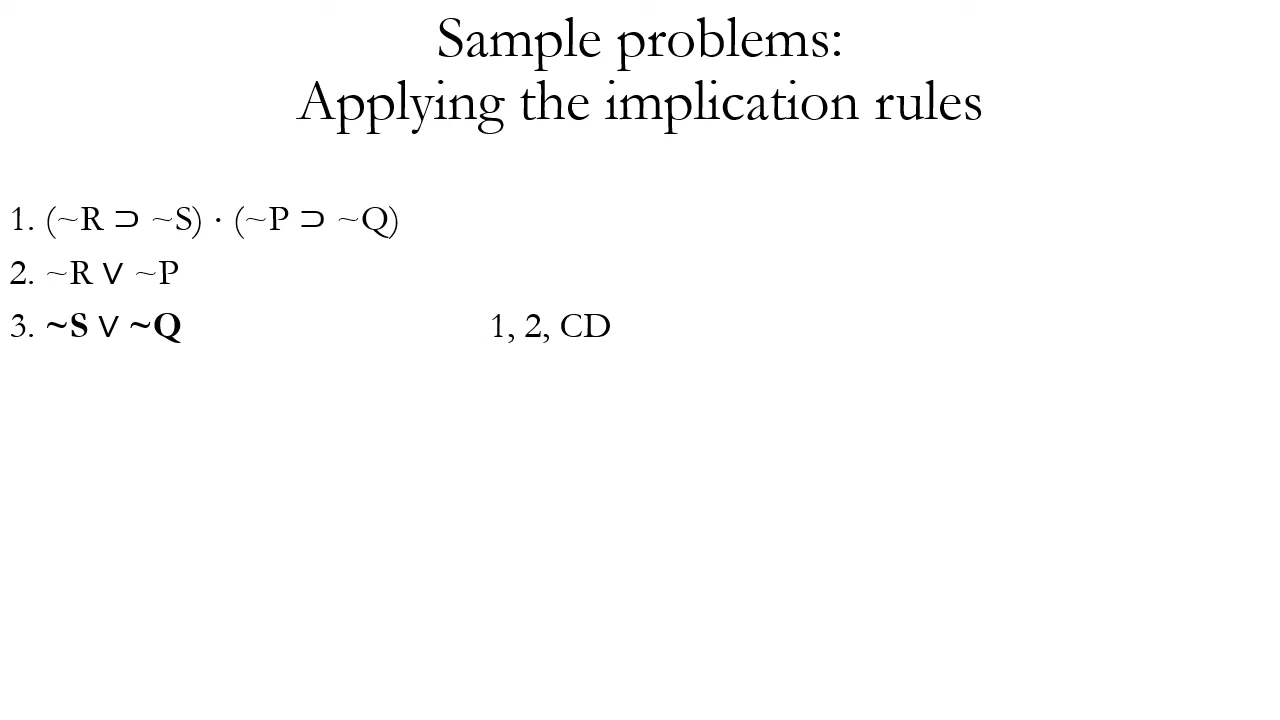 Sample problems:
Applying the implication rules
1. (~R ⊃ ~S) · (~P ⊃ ~Q)
2. ~R ∨ ~P
3. ~S ∨ ~Q 1, 2, CD